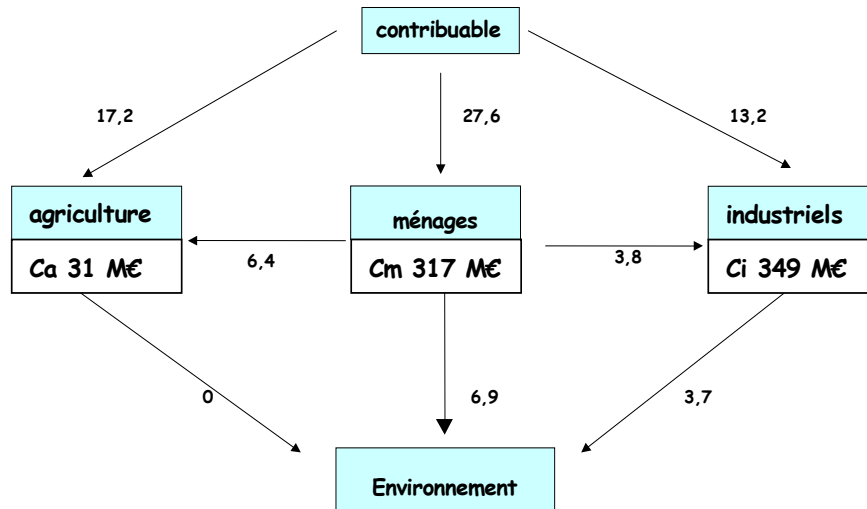 contribuable
17,2
27,6
13,2
agriculture
ménages
industriels
Ca 31 M€
6,4
Cm 317 M€
3,8
Ci 349 M€
0
6,9
3,7
Environnement